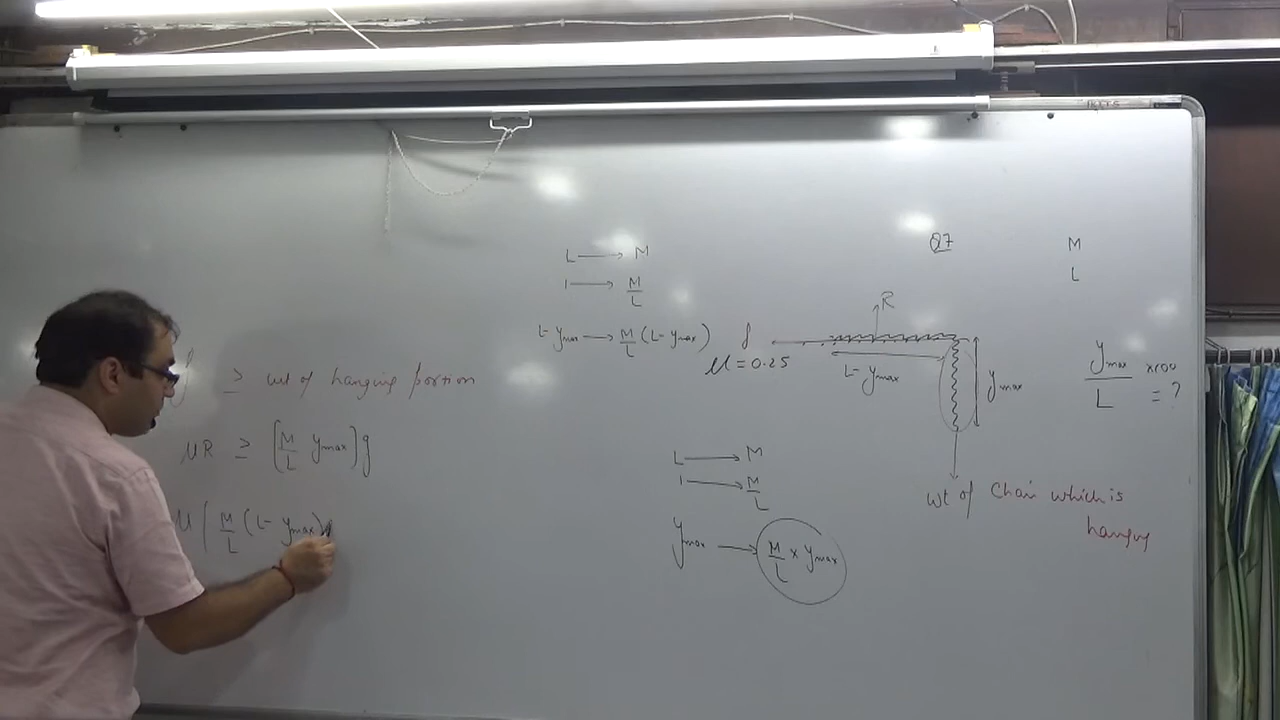 f ≥ wt of hanging portion
μR ≥ [M/L ymax]g
μ[M/L (L- ymax)
L → M
1 → M/L
L- ymax → M/L (L- ymax)
f
μ = 0.25
R
L- ymax
ymax
wt of Chain which is
hanging
L → M
1 → M/L
ymax → M/L × ymax
Q7
M
L
ymax/L ×100 = ?